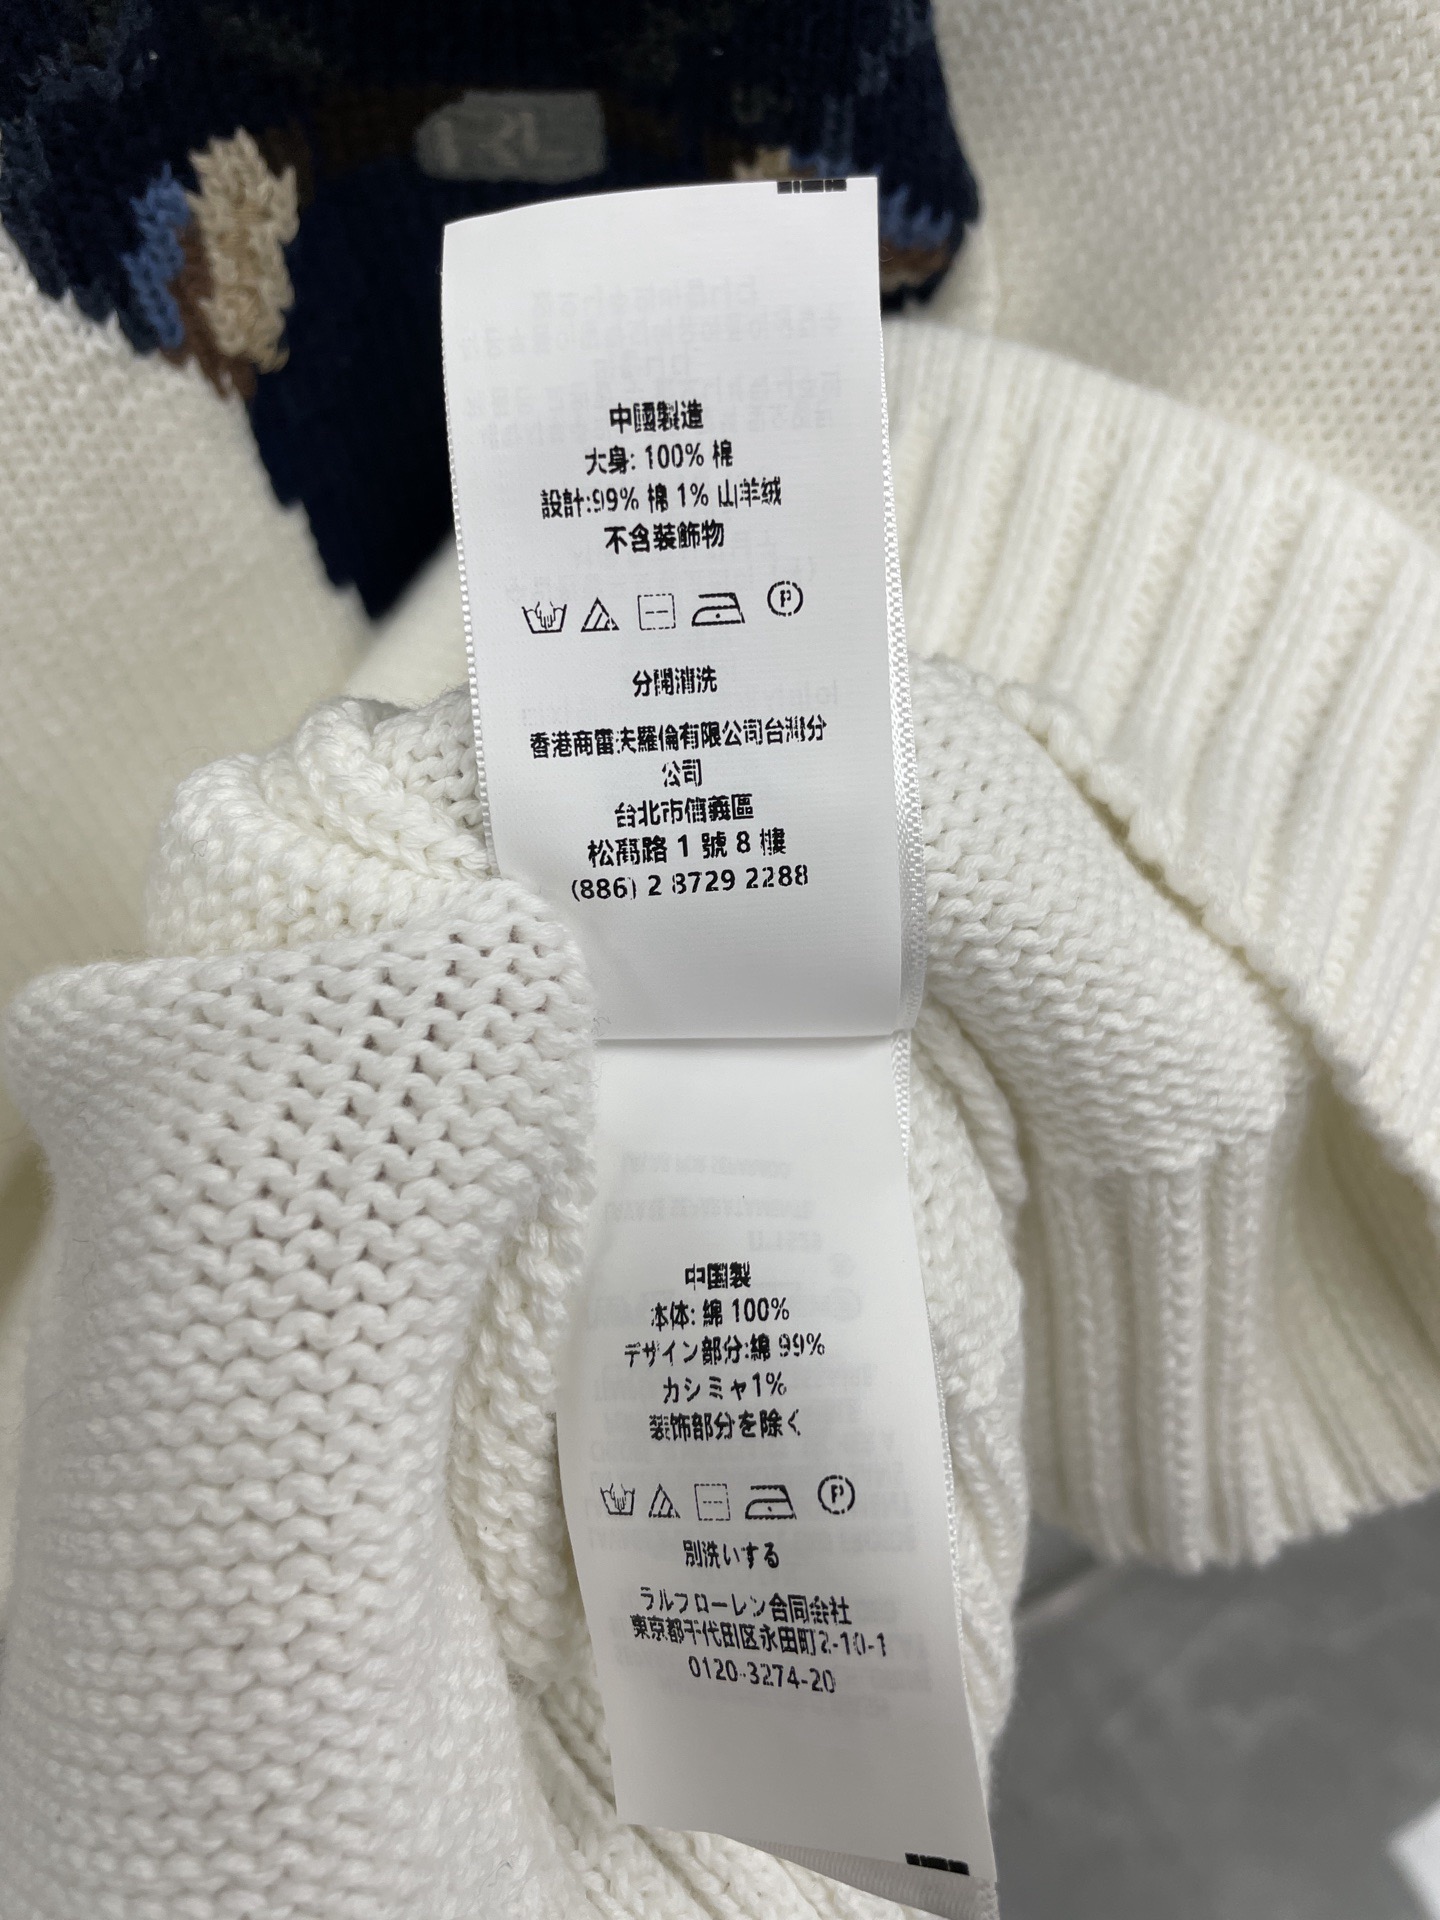 RL
中國製造
大身: 100% 棉
設計:99% 棉 1% 山羊絨
不含裝飾物
P
分開清洗
香港商雷夫羅倫有限公司台灣分
公司
台北市信義區
松高路 1 號 8 樓
(886) 2 8729 2288
中国製
本体: 綿 100%
デザイン部分:綿 99%
カシミヤ1%
装飾部分を除く
P
別洗いする
ラルフローレン合同会社
東京都千代田区永田町2-10-1
0120-3274-20